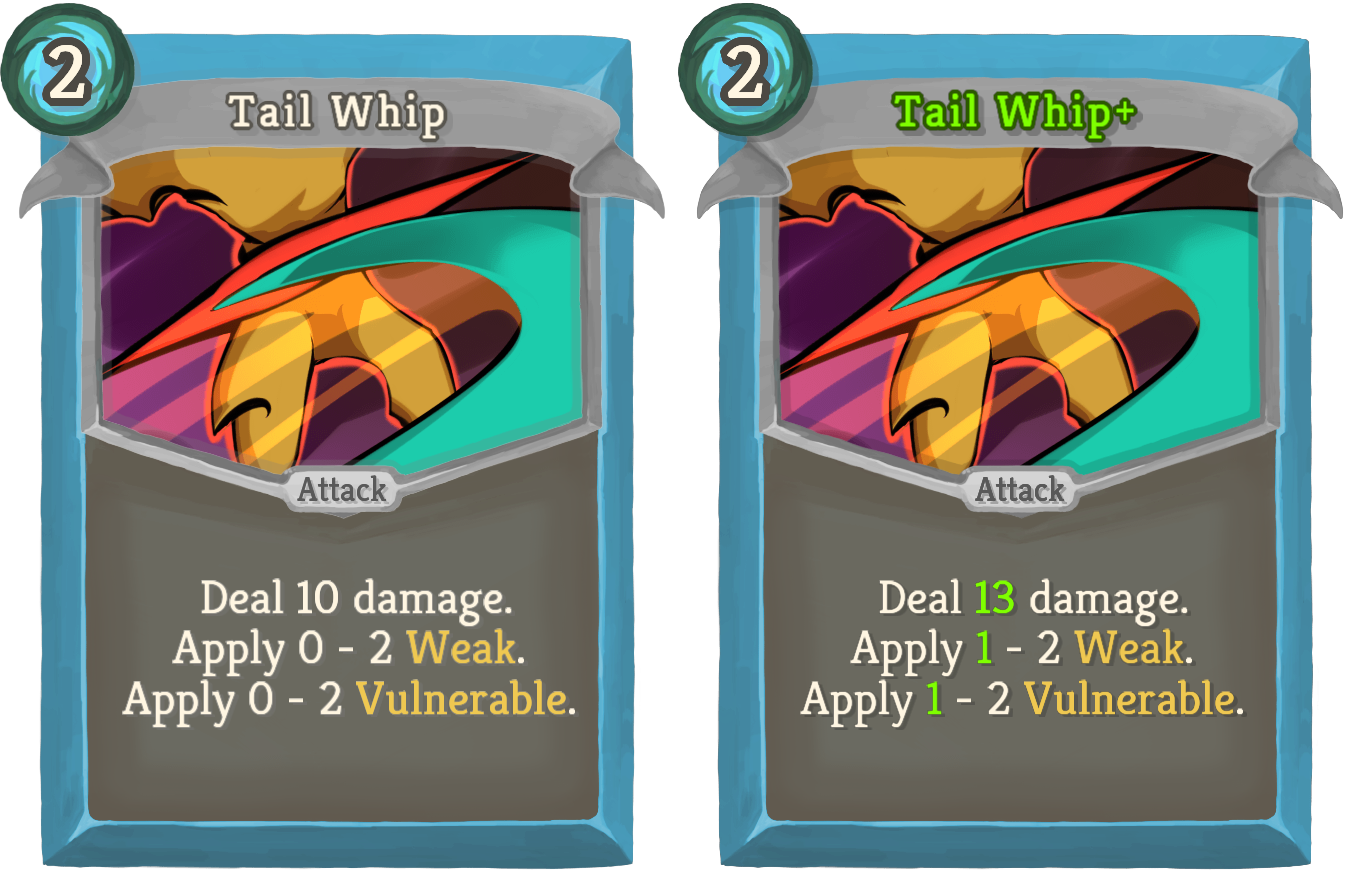 2
Tail Whip
Attack
Deal 10 damage.
Apply 0 - 2 Weak.
Apply 0 - 2 Vulnerable.
2
Tail Whip+
Attack
Deal 13 damage.
Apply 1 - 2 Weak.
Apply 1 - 2 Vulnerable.